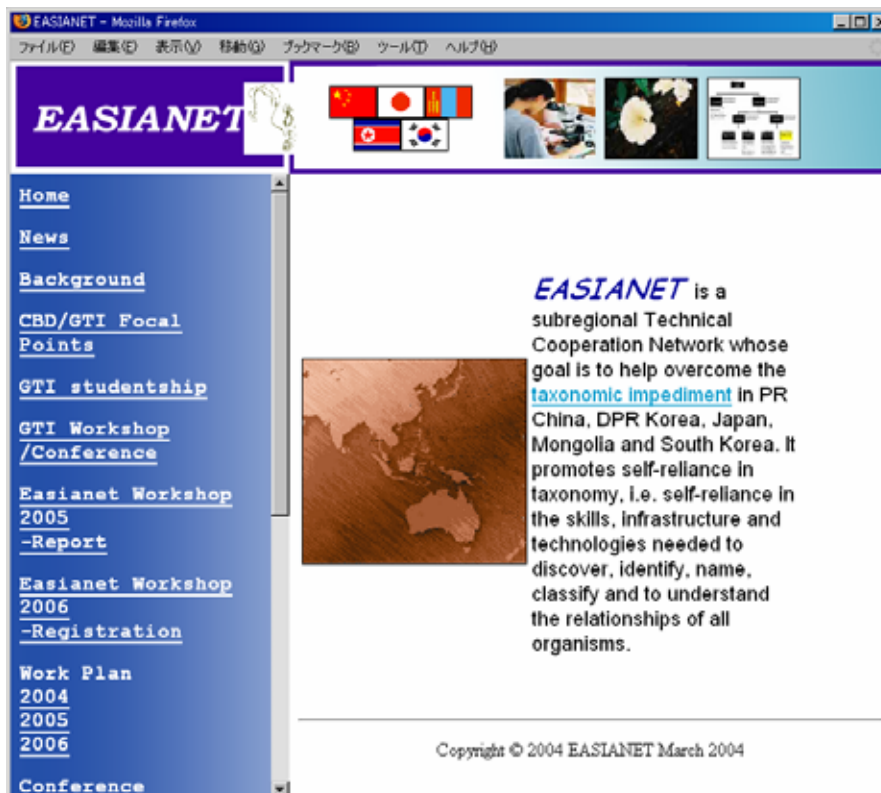 EASIANET - Mozilla Firefox
ファイル(F) 編集(E) 表示(V) 移動(G) ブックマーク(B) ツール(T) ヘルプ(H)
EASIANET
Home
News
Background
CBD/GTI Focal
Points
GTI studentship
GTI Workshop
/Conference
Easianet Workshop
2005
-Report
Easianet Workshop
2006
-Registration
Work Plan
2004
2005
2006
Conference
EASIANET is a
subregional Technical
Cooperation Network whose
goal is to help overcome the
taxonomic impediment in PR
China, DPR Korea, Japan,
Mongolia and South Korea. It
promotes self-reliance in
taxonomy, i.e. self-reliance in
the skills, infrastructure and
technologies needed to
discover, identify, name,
classify and to understand
the relationships of all
organisms.
Copyright © 2004 EASIANET March 2004